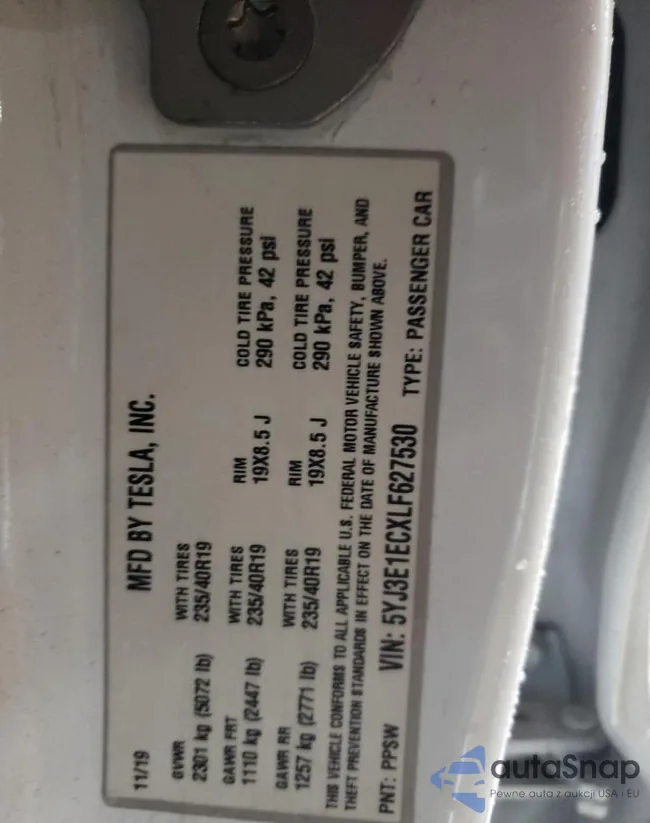 MFD BY TESLA, INC.
11/19
GVWR
2301 kg (5072 lb)
WITH TIRES
235/40R19
GAWR FRT
1110 kg (2447 lb)
WITH TIRES
235/40R19
RIM
19X8.5 J
COLD TIRE PRESSURE
290 kPa, 42 psi
GAWR RR
1257 kg (2771 lb)
WITH TIRES
235/40R19
RIM
19X8.5 J
COLD TIRE PRESSURE
290 kPa, 42 psi
THIS VEHICLE CONFORMS TO ALL APPLICABLE U.S. FEDERAL MOTOR VEHICLE SAFETY, BUMPER, AND
THEFT PREVENTION STANDARDS IN EFFECT ON THE DATE OF MANUFACTURE SHOWN ABOVE.
PNT: PPSW VIN: 5YJ3E1ECXLF627530 TYPE: PASSENGER CAR
autoSnap
Pewne auta z aukcji USA i EU